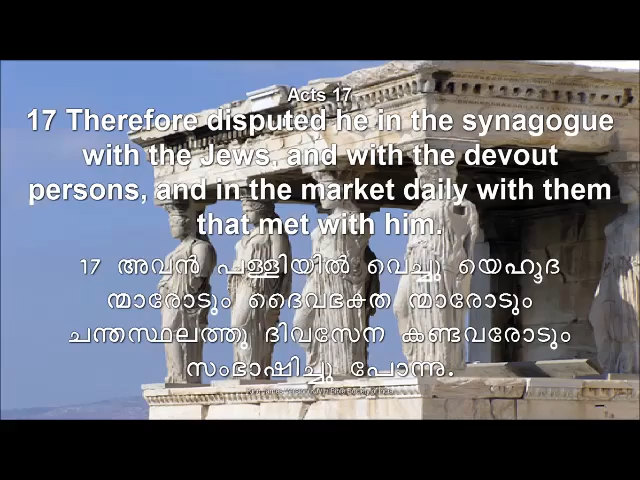 Acts 17
17 Therefore disputed he in the synagogue
with the Jews, and with the devout
persons, and in the market daily with them
that met with him.
17 അവൻ പള്ളിയിൽ വെച്ചു യെഹൂദ
ന്മാരോടും ദൈവഭക്ത ന്മാരോടും
ചന്തസ്ഥലത്തു ദിവസേന കണ്ടവരോടും
സംഭാഷിച്ചു പോന്നു.